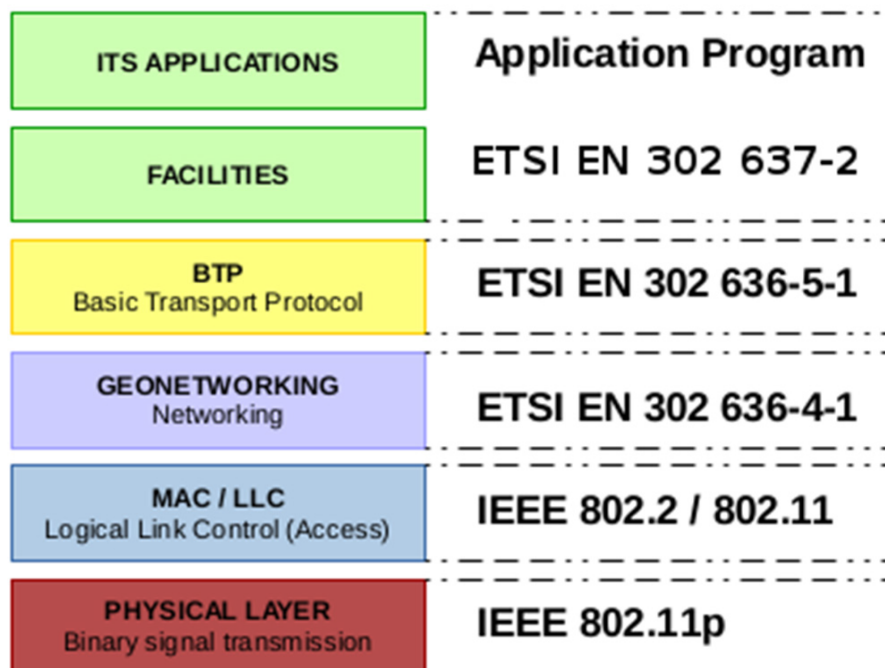 ITS APPLICATIONS
Application Program
FACILITIES
ETSI EN 302 637-2
BTP
Basic Transport Protocol
ETSI EN 302 636-5-1
GEONETWORKING
Networking
ETSI EN 302 636-4-1
MAC / LLC
Logical Link Control (Access)
IEEE 802.2 / 802.11
PHYSICAL LAYER
Binary signal transmission
IEEE 802.11p